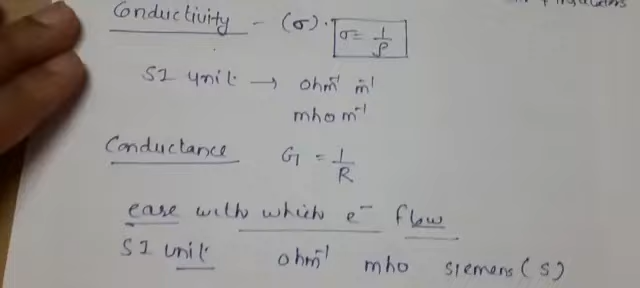 Conductivity - (σ). σ = 1/ρ
SI unit → ohm⁻¹ m⁻¹
mho m⁻¹
Conductance G = 1/R
ease with which e⁻ flow
SI unit ohm⁻¹ mho siemens (S)